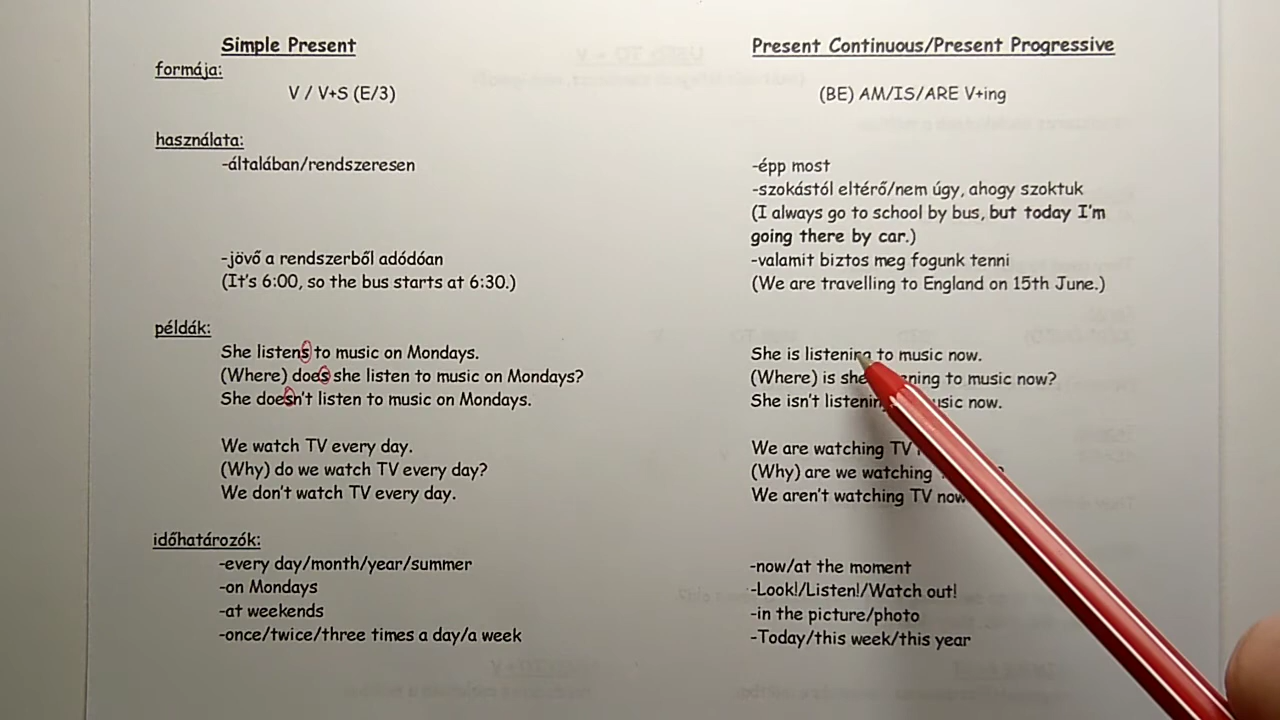 Simple Present
formája:
V / V+S (E/3)
használata:
-általában/rendszeresen
-jövő a rendszerből adódóan
(It's 6:00, so the bus starts at 6:30.)
példák:
She listens to music on Mondays.
(Where) does she listen to music on Mondays?
She doesn't listen to music on Mondays.
We watch TV every day.
(Why) do we watch TV every day?
We don't watch TV every day.
időhatározók:
-every day/month/year/summer
-on Mondays
-at weekends
-once/twice/three times a day/a week
Present Continuous/Present Progressive
(BE) AM/IS/ARE V+ing
-épp most
-szokástól eltérő/nem úgy, ahogy szoktuk
(I always go to school by bus, but today I'm
going there by car.)
-valamit biztos meg fogunk tenni
(We are travelling to England on 15th June.)
She is listening to music now.
(Where) is she listening to music now?
She isn't listening music now.
We are watching TV
(Why) are we watching
We aren't watching TV now
-now/at the moment
-Look!/Listen!/Watch out!
-in the picture/photo
-Today/this week/this year